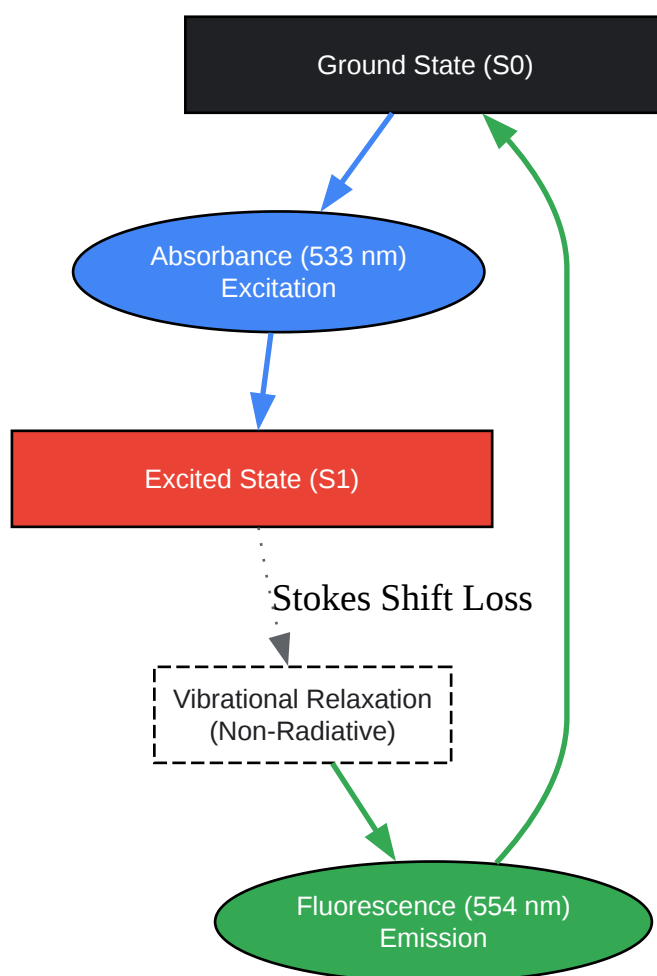 Ground State (S0)
Absorbance (533 nm)
Excitation
Excited State (S1)
Stokes Shift Loss
Vibrational Relaxation
(Non-Radiative)
Fluorescence (554 nm)
Emission